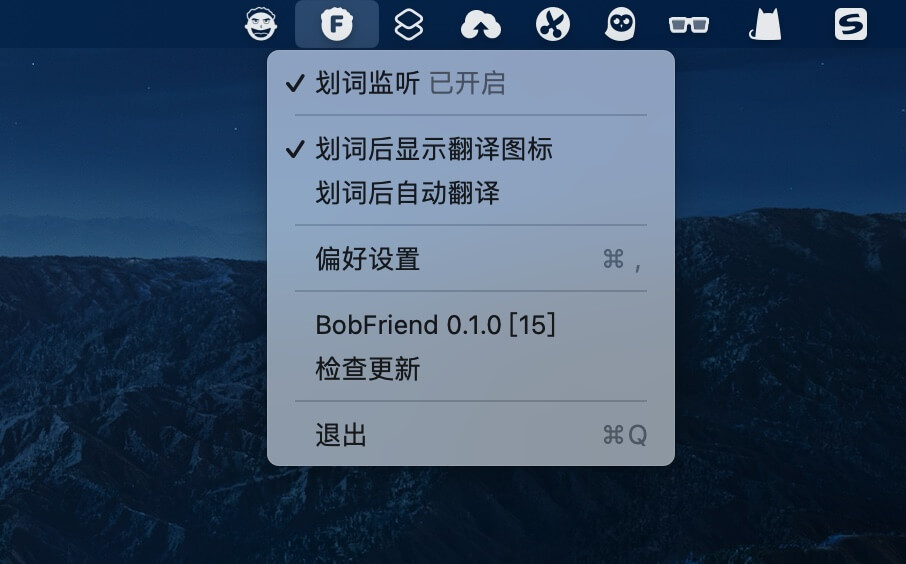 F
S
划词监听 已开启
划词后显示翻译图标
划词后自动翻译
偏好设置 ⌘ ,
BobFriend 0.1.0 [15]
检查更新
退出 ⌘Q